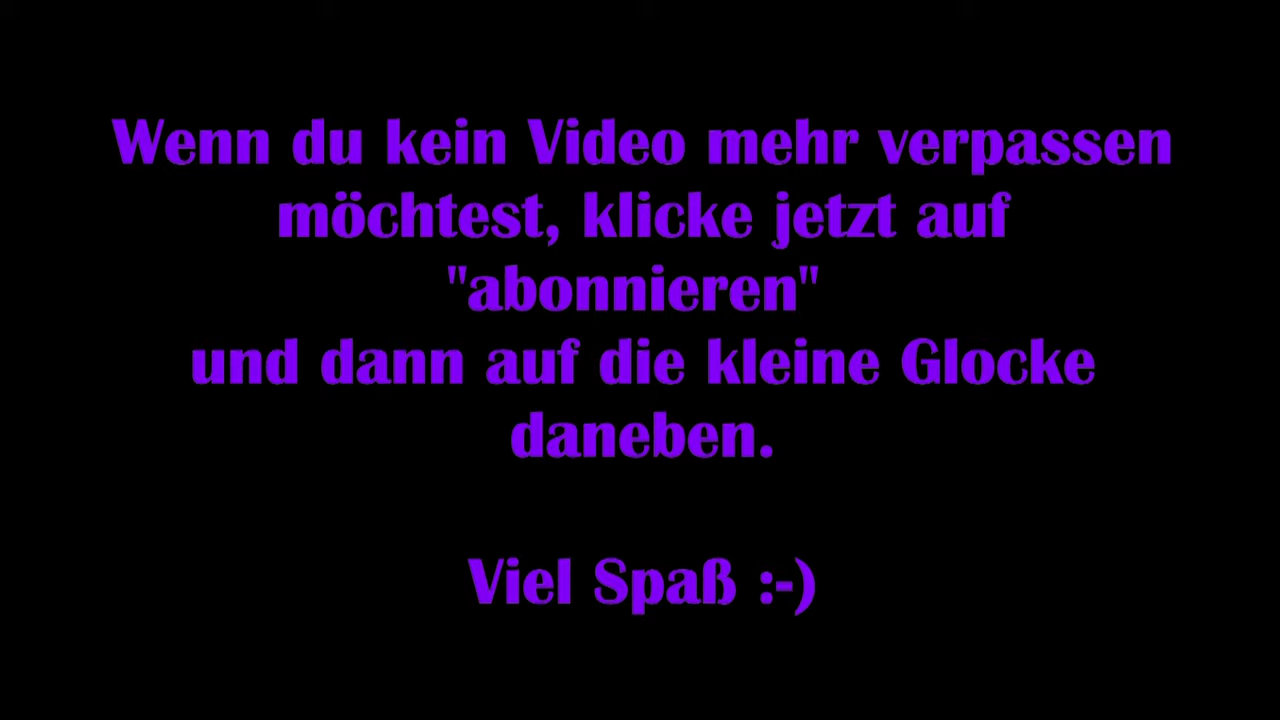 Wenn du kein Video mehr verpassen
möchtest, klicke jetzt auf
"abonnieren"
und dann auf die kleine Glocke
daneben.
Viel Spaß :-)